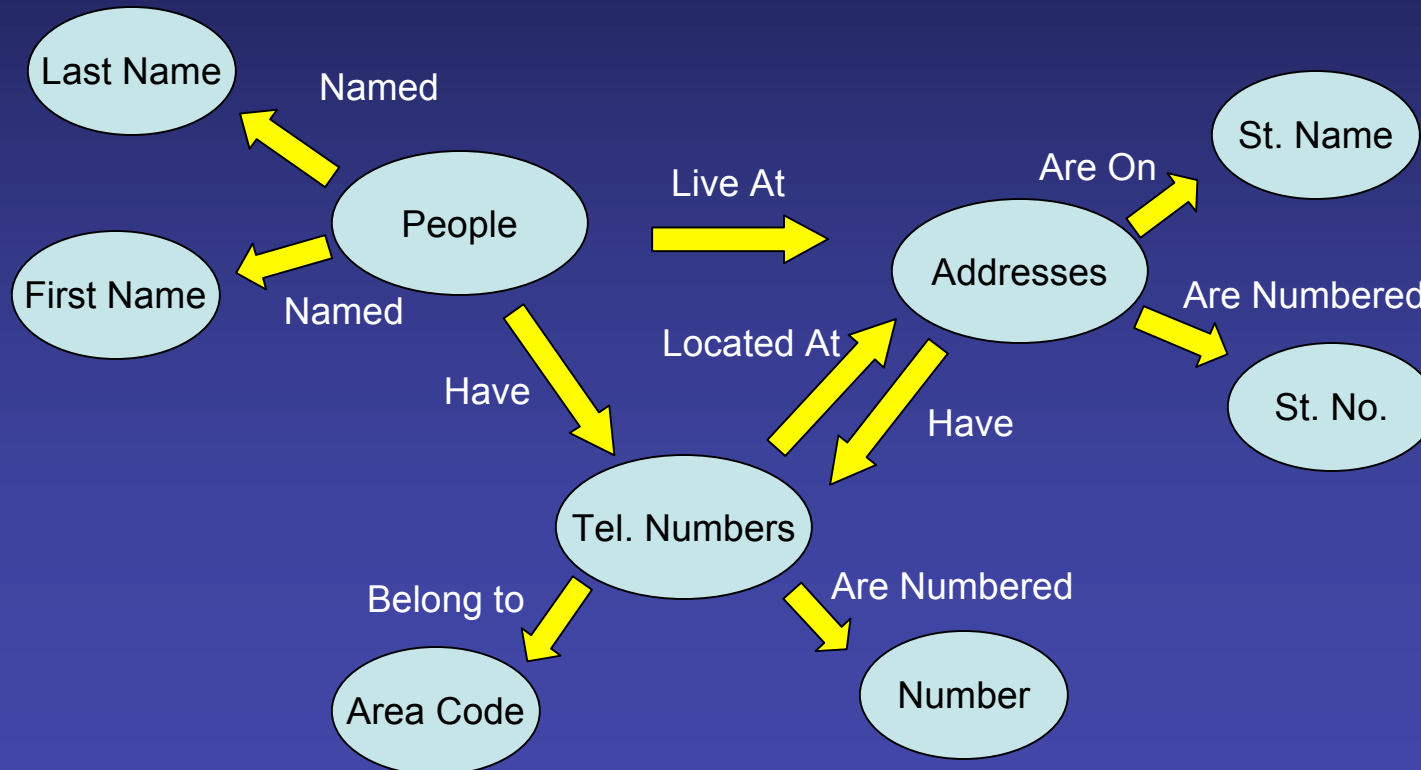 Last Name
Named
St. Name
Are On
Live At
People
Addresses
First Name
Named
Are Numbered
Located At
Have
Have
St. No.
Tel. Numbers
Belong to
Are Numbered
Area Code
Number